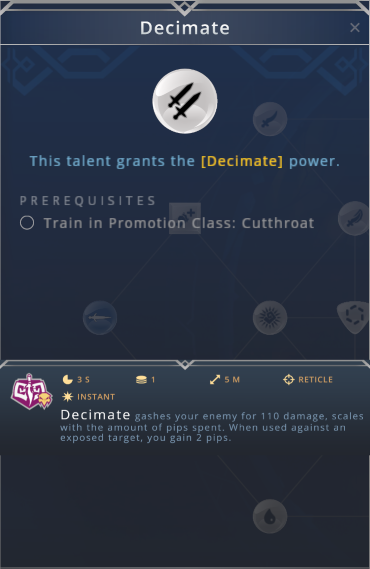 Decimate
This talent grants the [Decimate] power.
PREREQUISITES
Train in Promotion Class: Cutthroat
3 S 1 5 M RETICLE
INSTANT
Decimate gashes your enemy for 110 damage, scales
with the amount of pips spent. When used against an
exposed target, you gain 2 pips.